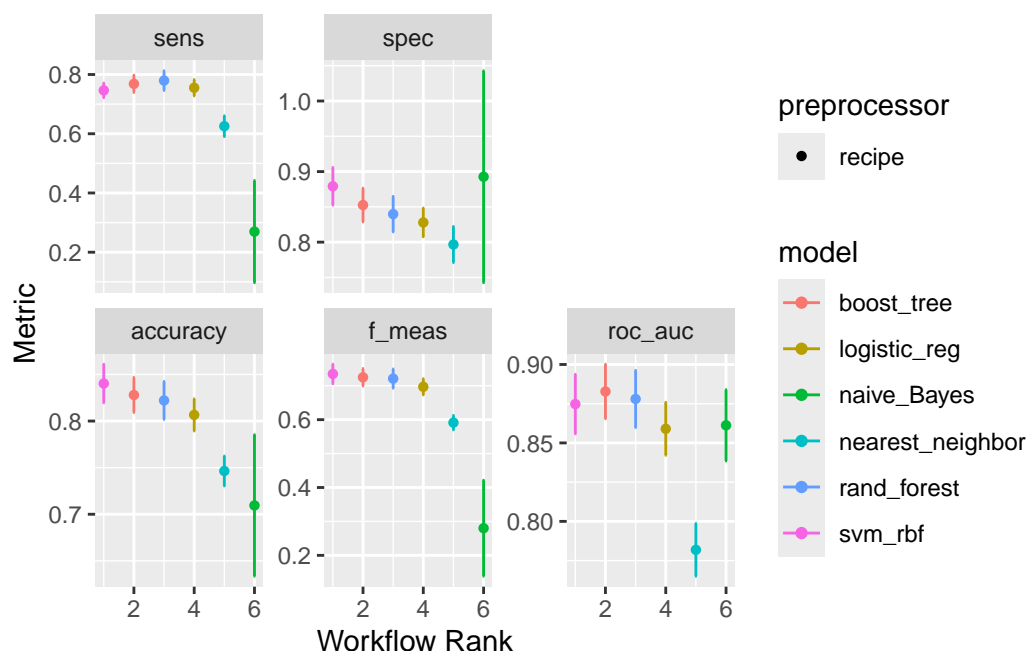 sens
spec
0.8
0.6
0.4
0.2
1.0
0.9
0.8
Metric
accuracy
f_meas
roc_auc
0.8
0.7
0.6
0.4
0.2
0.90
0.85
0.80
2 4 6
2 4 6
2 4 6
Workflow Rank
preprocessor
recipe
model
boost_tree
logistic_reg
naive_Bayes
nearest_neighbor
rand_forest
svm_rbf